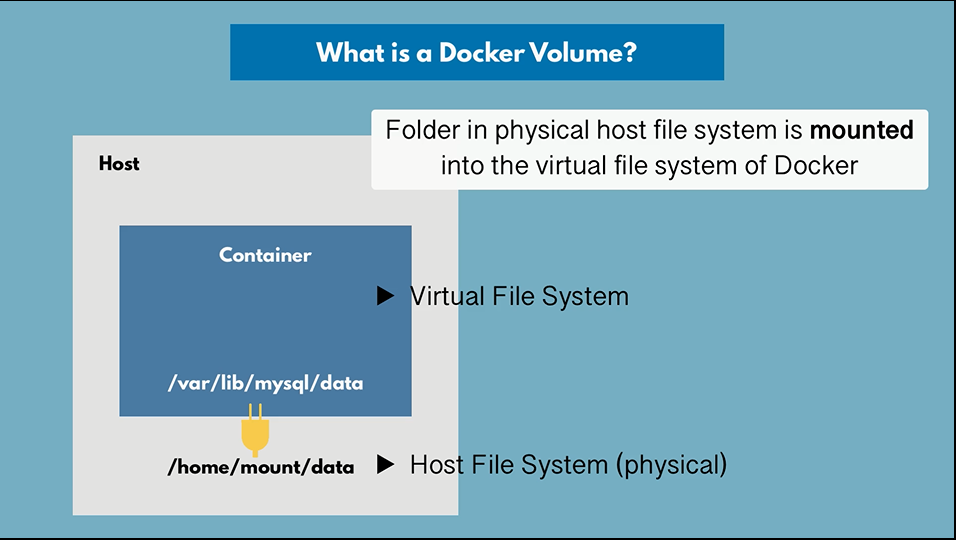 What is a Docker Volume?
Folder in physical host file system is mounted
into the virtual file system of Docker
Host
Container
▶ Virtual File System
/var/lib/mysql/data
/home/mount/data ▶ Host File System (physical)